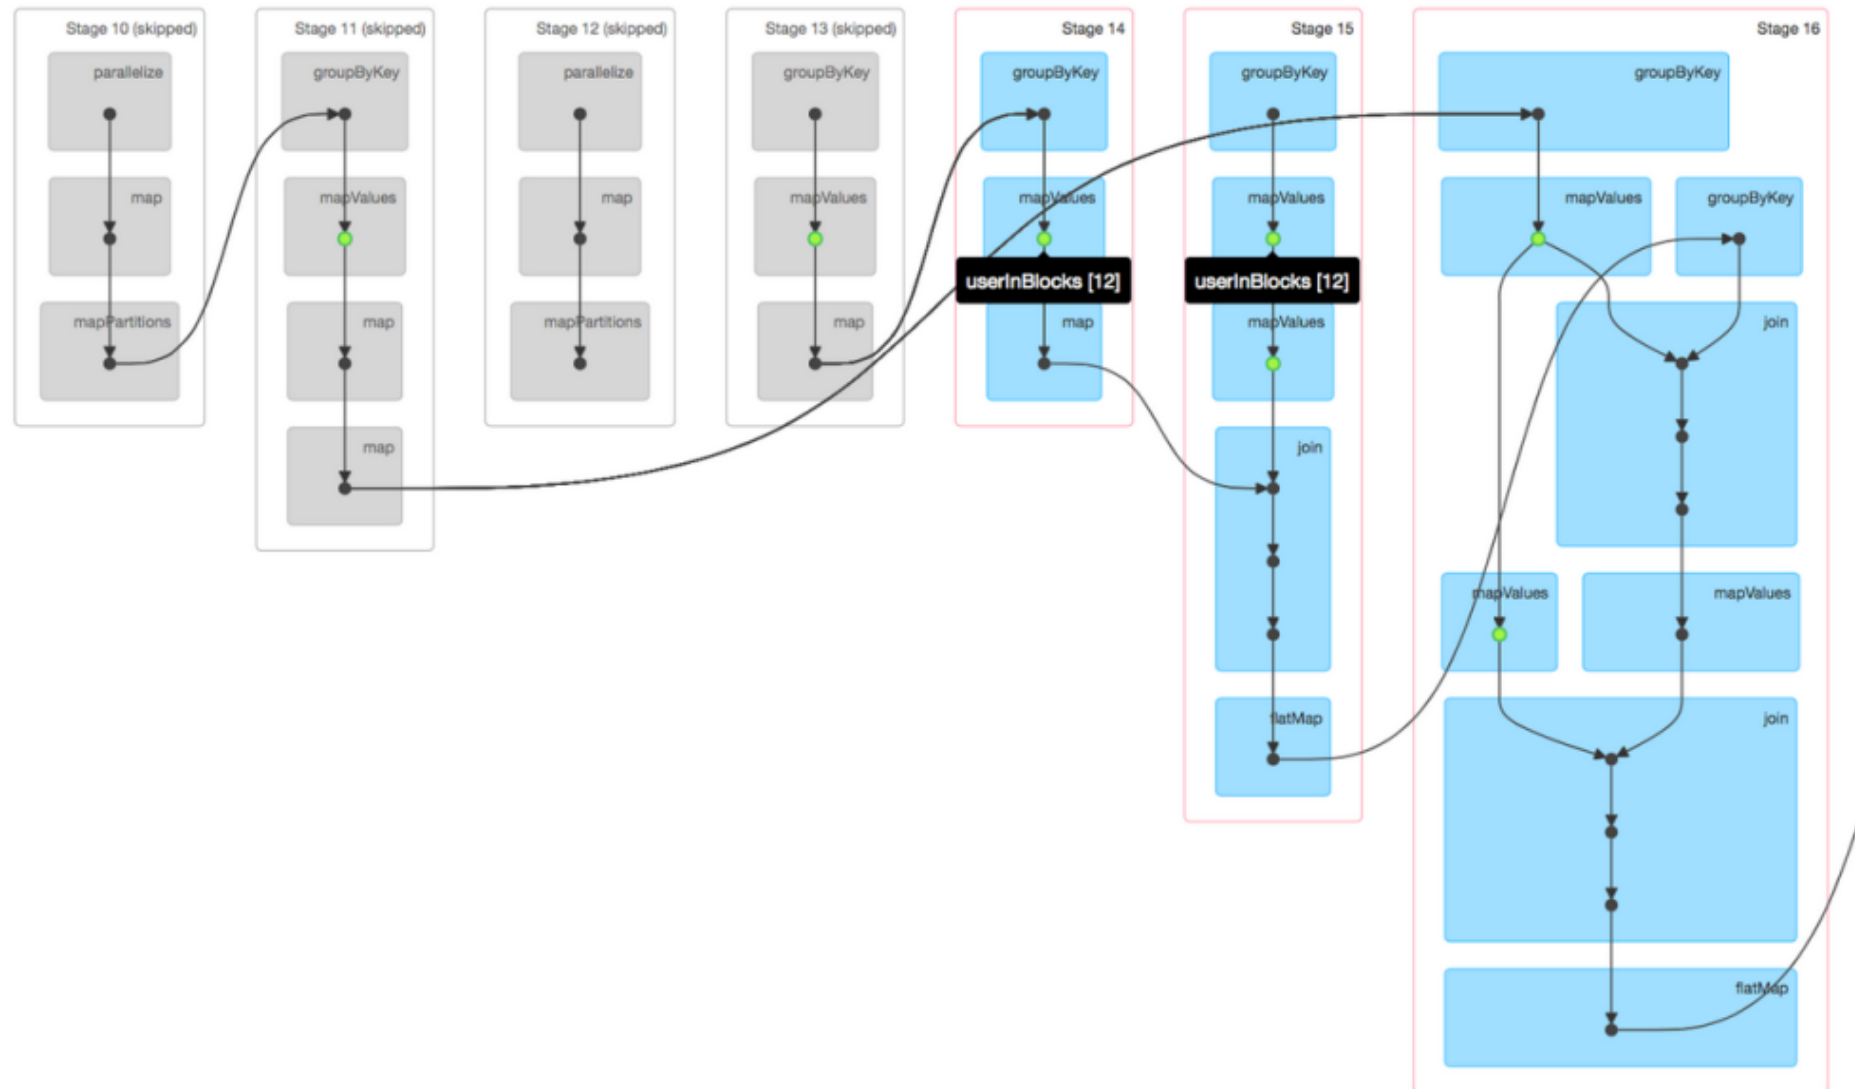 Stage 10 (skipped)
parallelize
map
mapPartitions
Stage 11 (skipped)
groupByKey
mapValues
map
map
Stage 12 (skipped)
parallelize
map
mapPartitions
Stage 13 (skipped)
groupByKey
mapValues
map
Stage 14
groupByKey
mapValues
userInBlocks [12]
map
Stage 15
groupByKey
mapValues
userInBlocks [12]
mapValues
join
flatMap
Stage 16
groupByKey
mapValues
groupByKey
join
mapValues
mapValues
join
flatMap